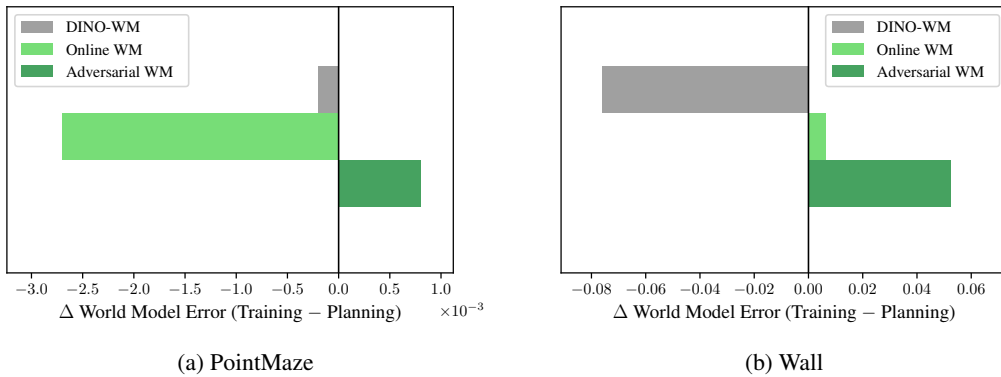 DINO-WM
Online WM
Adversarial WM
−3.0 −2.5 −2.0 −1.5 −1.0 −0.5 0.0 0.5 1.0
×10⁻³
Δ World Model Error (Training − Planning)
(a) PointMaze
DINO-WM
Online WM
Adversarial WM
−0.08 −0.06 −0.04 −0.02 0.00 0.02 0.04 0.06
Δ World Model Error (Training − Planning)
(b) Wall